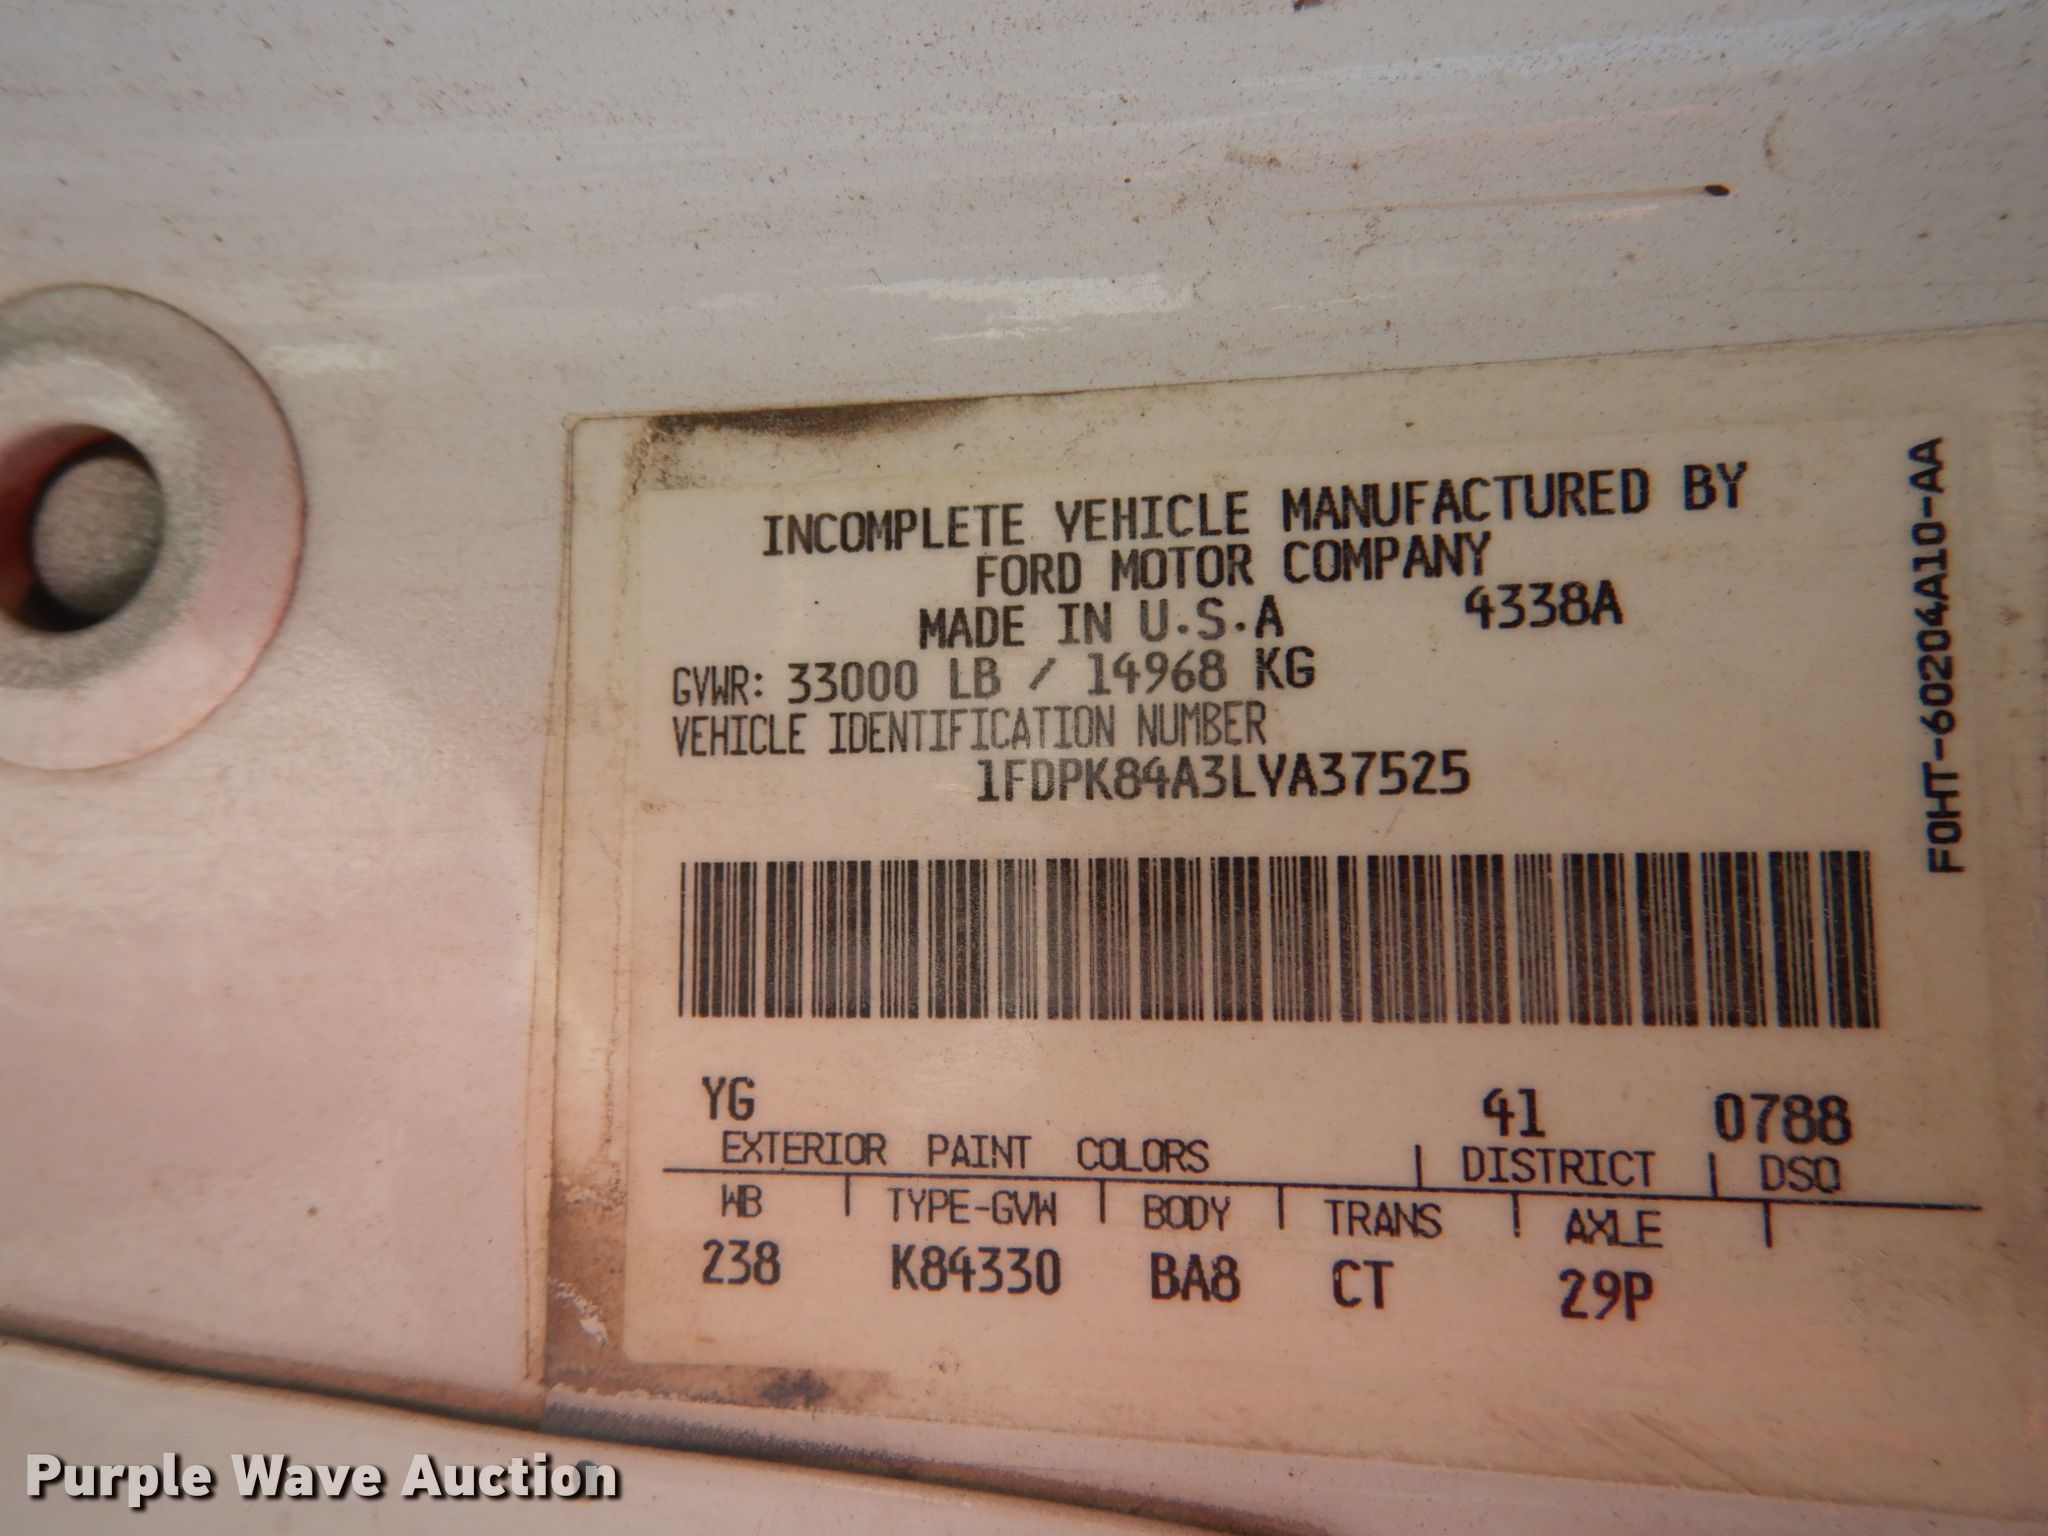 INCOMPLETE VEHICLE MANUFACTURED BY
FORD MOTOR COMPANY
MADE IN U.S.A 4338A
GVWR: 33000 LB / 14968 KG
VEHICLE IDENTIFICATION NUMBER
1FDPK84A3LVA37525
F0HT-60204A10-AA
YG 41 0788
EXTERIOR PAINT COLORS DISTRICT DSO
WB TYPE-GVW BODY TRANS AXLE
238 K84330 BA8 CT 29P
Purple Wave Auction